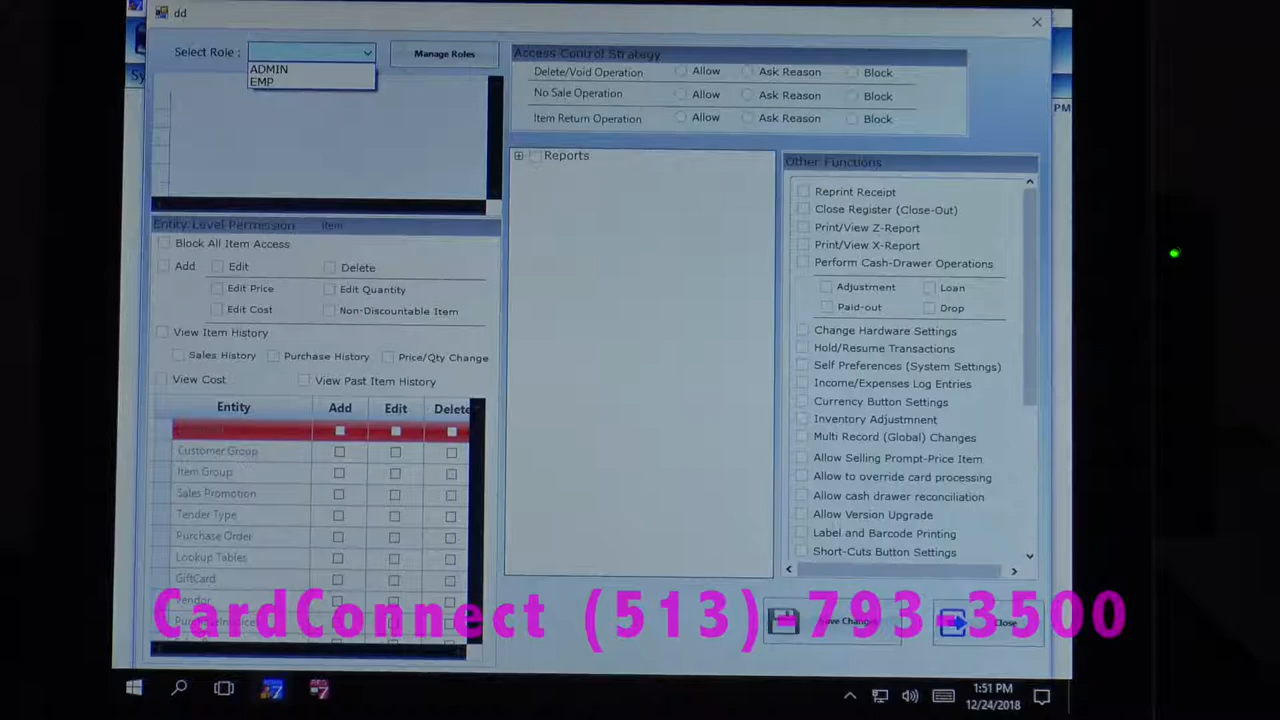 dd
Select Role :
ADMIN
EMP
Manage Roles
Access Control Strategy
Delete/Void Operation Allow Ask Reason Block
No Sale Operation Allow Ask Reason Block
Item Return Operation Allow Ask Reason Block
Entity Level Permission Item
Block All Item Access
Add Edit Delete
Edit Price Edit Quantity
Edit Cost Non-Discountable Item
View Item History
Sales History Purchase History Price/Qty Change
View Cost View Past Item History
Entity Add Edit Delete
Customer Group
Item Group
Sales Promotion
Tender Type
Purchase Order
Lookup Tables
GiftCard
Vendor
Reports
Other Functions
Reprint Receipt
Close Register (Close-Out)
Print/View Z-Report
Print/View X-Report
Perform Cash-Drawer Operations
Adjustment Loan
Paid-out Drop
Change Hardware Settings
Hold/Resume Transactions
Self Preferences (System Settings)
Income/Expenses Log Entries
Currency Button Settings
Inventory Adjustmnent
Multi Record (Global) Changes
Allow Selling Prompt-Price Item
Allow to override card processing
Allow cash drawer reconciliation
Allow Version Upgrade
Label and Barcode Printing
Short-Cuts Button Settings
Close
CardConnect (513)-793-3500
PM
1:51 PM
12/24/2018